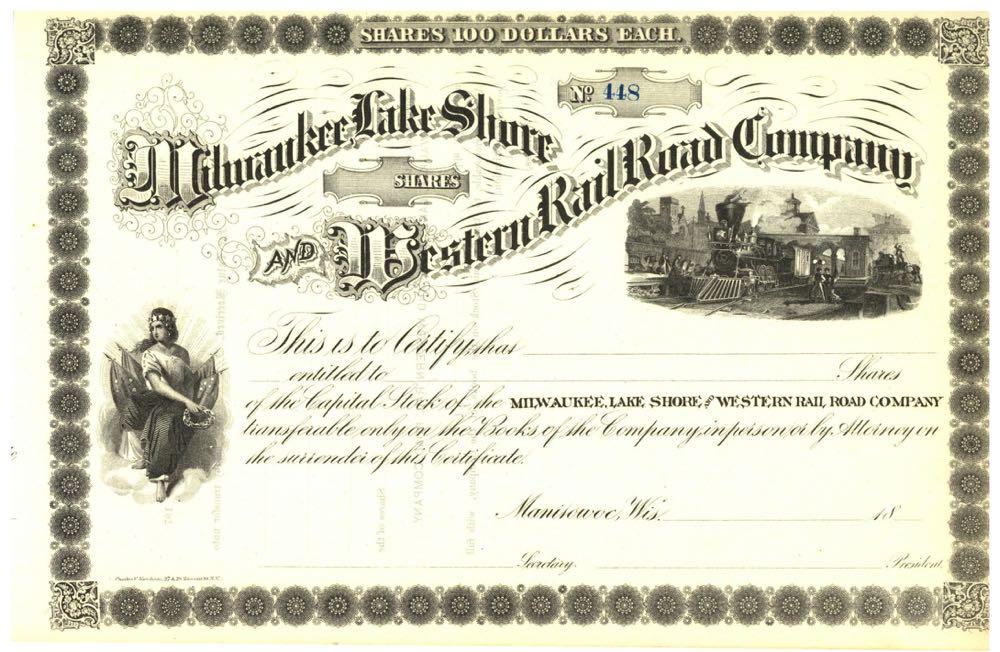 SHARES 100 DOLLARS EACH.
Nº 448
Milwaukee, Lake Shore
SHARES
AND Western Rail Road Company
This is to Certify, that
entitled to Shares
of the Capital Stock of the MILWAUKEE, LAKE SHORE AND WESTERN RAIL ROAD COMPANY
transferable only on the Books of the Company, in person or by Attorney on
the surrender of this Certificate.
Manitowoc, Wis. 18
Secretary. President.